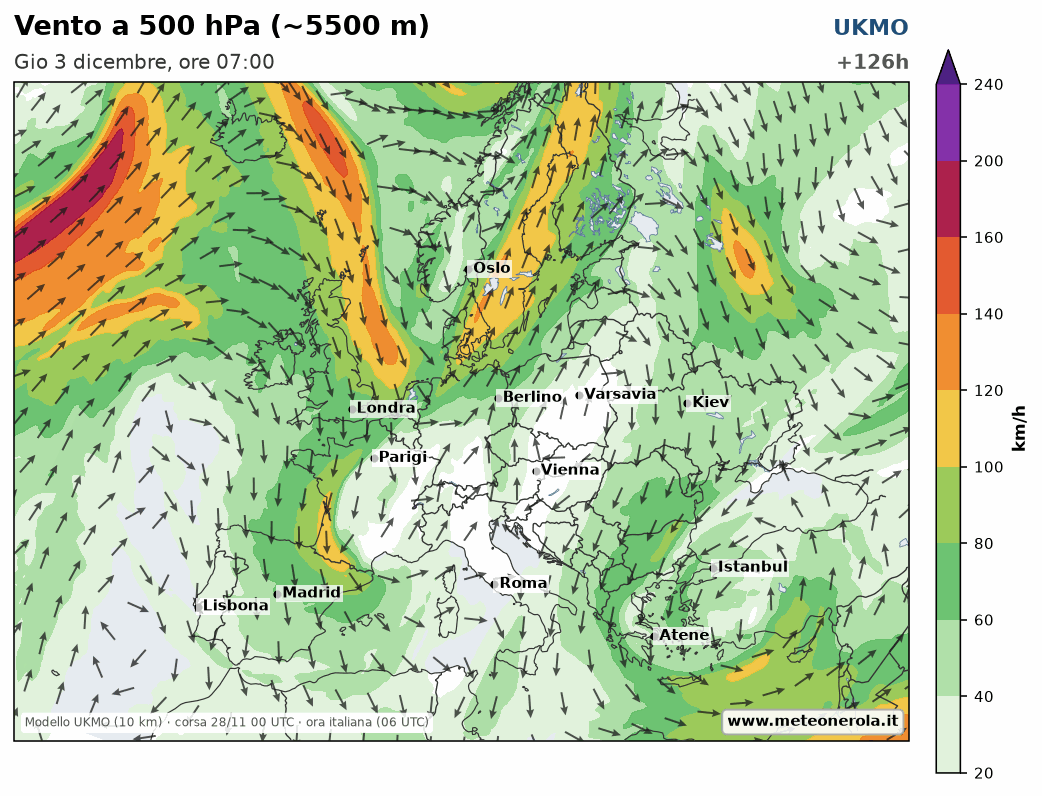 Vento a 500 hPa (~5500 m)
UKMO
Gio 3 dicembre, ore 07:00
+126h
240
200
160
140
120
100
80
60
40
20
km/h
Oslo
Berlino
Varsavia
Kiev
Londra
Parigi
Vienna
Istanbul
Roma
Madrid
Lisbona
Atene
Modello UKMO (10 km) · corsa 28/11 00 UTC · ora italiana (06 UTC)
www.meteonerola.it